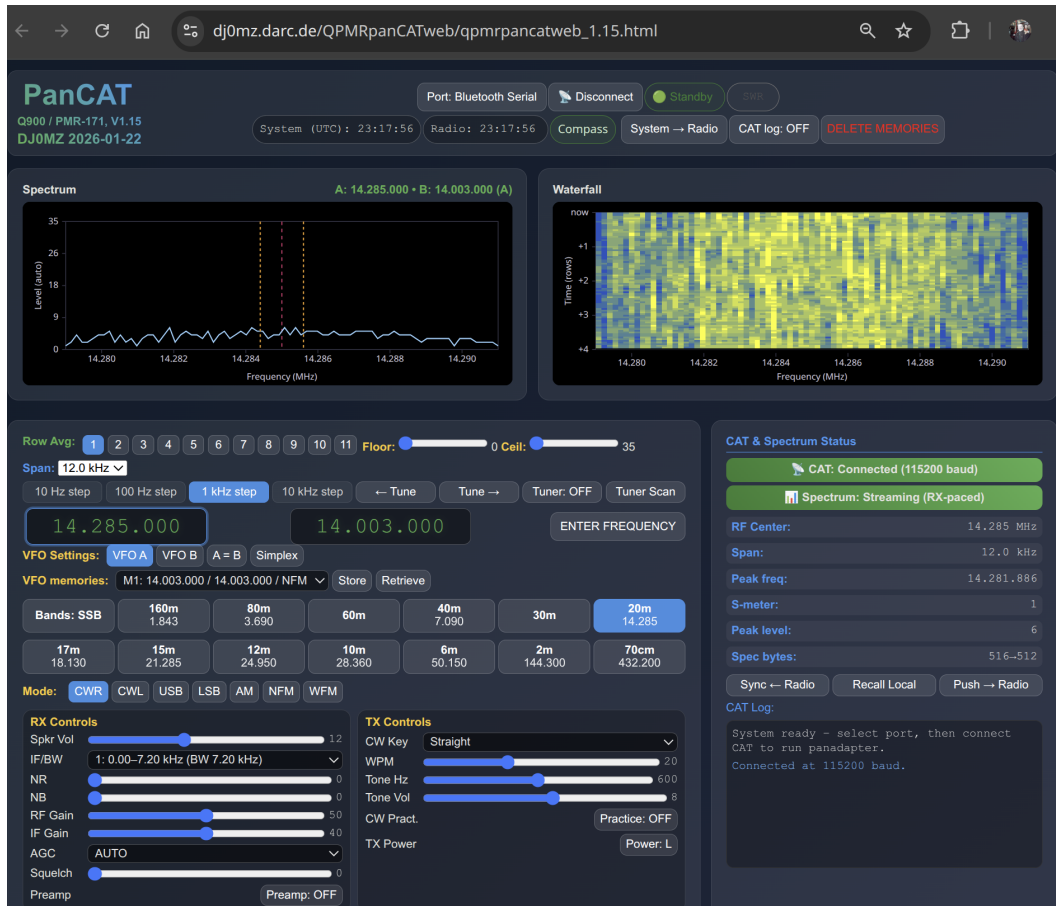 dj0mz.darc.de/QPMRpanCATweb/qpmrpancatweb_1.15.html
PanCAT
Q900 / PMR-171, V1.15
DJ0MZ 2026-01-22
Port: Bluetooth Serial
📡 Disconnect
Standby
SWR
System (UTC): 23:17:56
Radio: 23:17:56
Compass
System → Radio
CAT log: OFF
DELETE MEMORIES
Spectrum
A: 14.285.000 • B: 14.003.000 (A)
35
26
18
9
0
Level (auto)
14.280 14.282 14.284 14.286 14.288 14.290
Frequency (MHz)
Waterfall
now
+1
+2
+3
+4
Time (rows)
14.280 14.282 14.284 14.286 14.288 14.290
Frequency (MHz)
Row Avg: 1 2 3 4 5 6 7 8 9 10 11 Floor: 0 Ceil: 35
Span: 12.0 kHz
10 Hz step 100 Hz step 1 kHz step 10 kHz step ← Tune Tune → Tuner: OFF Tuner Scan
14.285.000 14.003.000 ENTER FREQUENCY
VFO Settings: VFO A VFO B A = B Simplex
VFO memories: M1: 14.003.000 / 14.003.000 / NFM Store Retrieve
Bands: SSB
160m
1.843
80m
3.690
60m
40m
7.090
30m
20m
14.285
17m
18.130
15m
21.285
12m
24.950
10m
28.360
6m
50.150
2m
144.300
70cm
432.200
Mode: CWR CWL USB LSB AM NFM WFM
RX Controls
Spkr Vol 12
IF/BW 1: 0.00–7.20 kHz (BW 7.20 kHz)
NR 0
NB 0
RF Gain 50
IF Gain 40
AGC AUTO
Squelch 0
Preamp Preamp: OFF
TX Controls
CW Key Straight
WPM 20
Tone Hz 600
Tone Vol 8
CW Pract. Practice: OFF
TX Power Power: L
CAT & Spectrum Status
📡 CAT: Connected (115200 baud)
📊 Spectrum: Streaming (RX-paced)
RF Center: 14.285 MHz
Span: 12.0 kHz
Peak freq: 14.281.886
S-meter: 1
Peak level: 6
Spec bytes: 516→512
Sync ← Radio Recall Local Push → Radio
CAT Log:
System ready – select port, then connect
CAT to run panadapter.
Connected at 115200 baud.